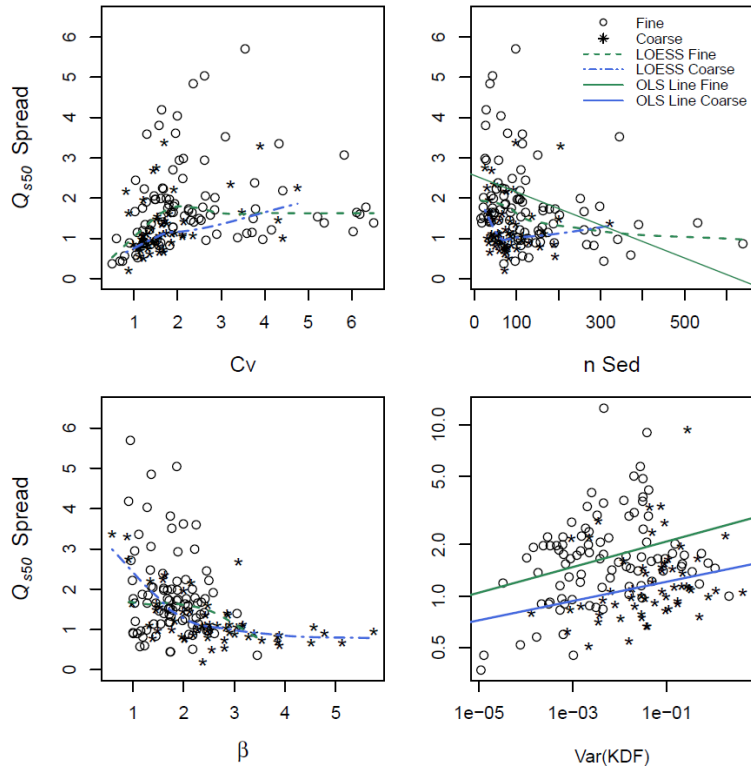 Fine
Coarse
LOESS Fine
LOESS Coarse
OLS Line Fine
OLS Line Coarse
Qs50 Spread
6
5
4
3
2
1
0
1 2 3 4 5 6
Cv
6
5
4
3
2
1
0
0 100 300 500
n Sed
Qs50 Spread
6
5
4
3
2
1
0
1 2 3 4 5
β
10.0
5.0
2.0
1.0
0.5
1e−05 1e−03 1e−01
Var(KDF)